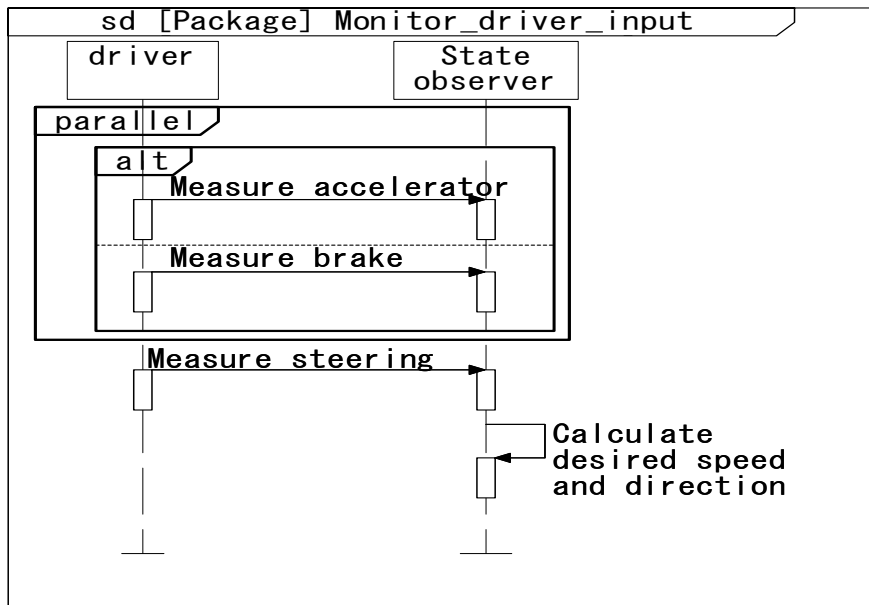 sd [Package] Monitor_driver_input
driver
State
observer
parallel
alt
Measure accelerator
Measure brake
Measure steering
Calculate
desired speed
and direction